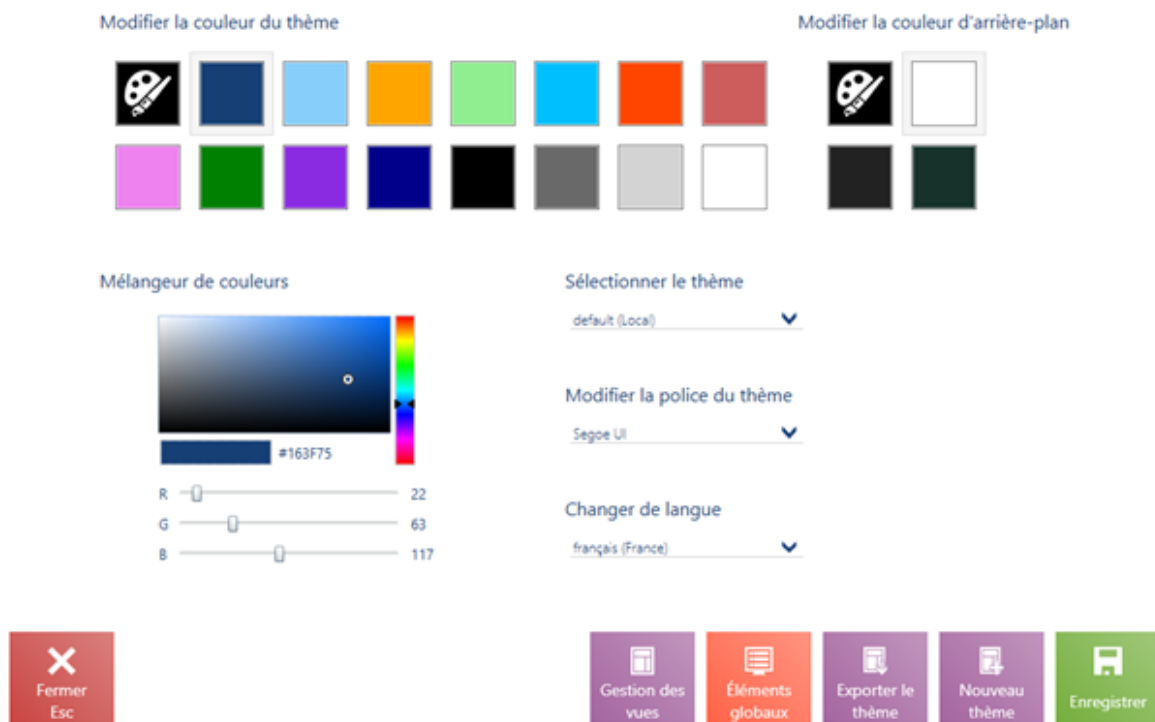 Modifier la couleur du thème
Modifier la couleur d'arrière-plan
Mélangeur de couleurs
Sélectionner le thème
default (Local)
Modifier la police du thème
Segoe UI
#163F75
R 22
G 63
B 117
Changer de langue
français (France)
Fermer
Esc
Gestion des
vues
Éléments
globaux
Exporter le
thème
Nouveau
thème
Enregistrer